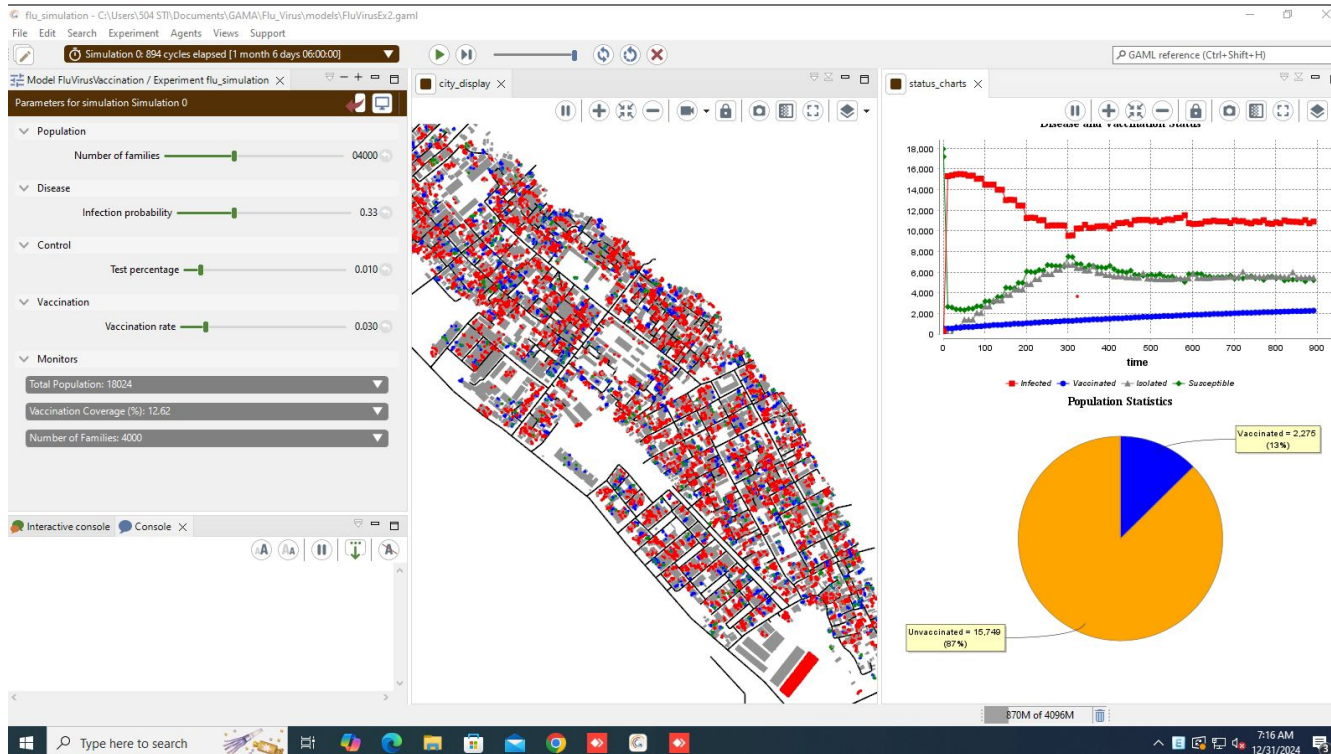 flu_simulation - C:\Users\504 STI\Documents\GAMA\Flu_Virus\models\FluVirusEx2.gaml
File Edit Search Experiment Agents Views Support
Simulation 0: 894 cycles elapsed [1 month 6 days 06:00:00]
GAML reference (Ctrl+Shift+H)
Model FluVirusVaccination / Experiment flu_simulation
Parameters for simulation Simulation 0
Population
Number of families 04000
Disease
Infection probability 0.33
Control
Test percentage 0.010
Vaccination
Vaccination rate 0.030
Monitors
Total Population: 18024
Vaccination Coverage (%): 12.62
Number of Families: 4000
Interactive console Console
city_display
status_charts
Disease and Vaccination Status
18,000
16,000
14,000
12,000
10,000
8,000
6,000
4,000
2,000
0
0 100 200 300 400 500 600 700 800 900
time
Infected Vaccinated Isolated Susceptible
Population Statistics
Vaccinated = 2,275
(13%)
Unvaccinated = 15,749
(87%)
870M of 4096M
Type here to search
7:16 AM
12/31/2024